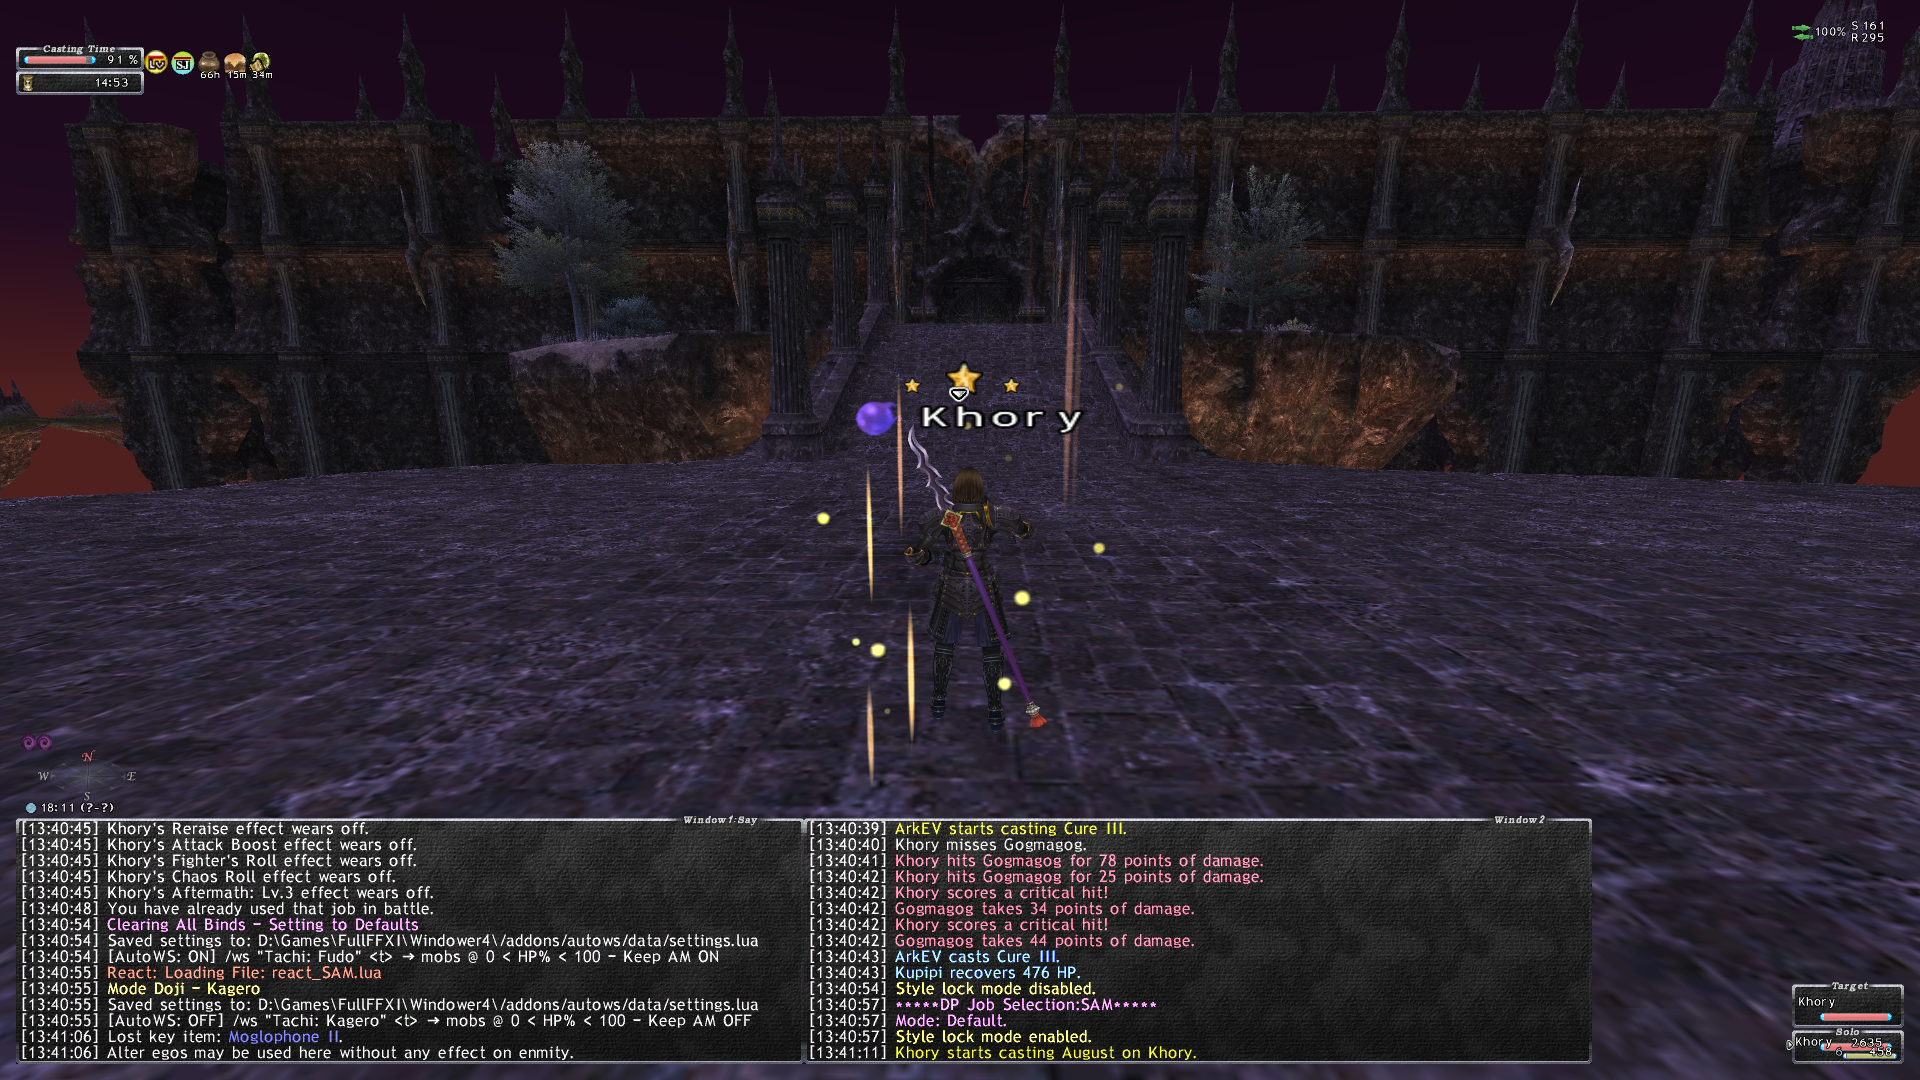 Casting Time
91 %
14:53
66h 15m 34m
100% S 161
R 295
Khory
N
W E
S
18:11 (?-?)
Window1:Say
[13:40:45] Khory's Reraise effect wears off.
[13:40:45] Khory's Attack Boost effect wears off.
[13:40:45] Khory's Fighter's Roll effect wears off.
[13:40:45] Khory's Chaos Roll effect wears off.
[13:40:45] Khory's Aftermath: Lv.3 effect wears off.
[13:40:48] You have already used that job in battle.
[13:40:54] Clearing All Binds - Setting to Defaults
[13:40:54] Saved settings to: D:\Games\FullFFXI\Windower4\/addons/autows/data/settings.lua
[13:40:54] [AutoWS: ON] /ws "Tachi: Fudo" <t> → mobs @ 0 < HP% < 100 - Keep AM ON
[13:40:55] React: Loading File: react_SAM.lua
[13:40:55] Mode Doji - Kagero
[13:40:55] Saved settings to: D:\Games\FullFFXI\Windower4\/addons/autows/data/settings.lua
[13:40:55] [AutoWS: OFF] /ws "Tachi: Kagero" <t> → mobs @ 0 < HP% < 100 - Keep AM OFF
[13:41:06] Lost key item: Moglophone II.
[13:41:06] Alter egos may be used here without any effect on enmity.
Window2
[13:40:39] ArkEV starts casting Cure III.
[13:40:40] Khory misses Gogmagog.
[13:40:41] Khory hits Gogmagog for 78 points of damage.
[13:40:42] Khory hits Gogmagog for 25 points of damage.
[13:40:42] Khory scores a critical hit!
[13:40:42] Gogmagog takes 34 points of damage.
[13:40:42] Khory scores a critical hit!
[13:40:42] Gogmagog takes 44 points of damage.
[13:40:43] ArkEV casts Cure III.
[13:40:43] Kupipi recovers 476 HP.
[13:40:54] Style lock mode disabled.
[13:40:57] *****DP Job Selection:SAM*****
[13:40:57] Mode: Default.
[13:40:57] Style lock mode enabled.
[13:41:11] Khory starts casting August on Khory.
Target
Khory
Solo
Khory 2635
6 458